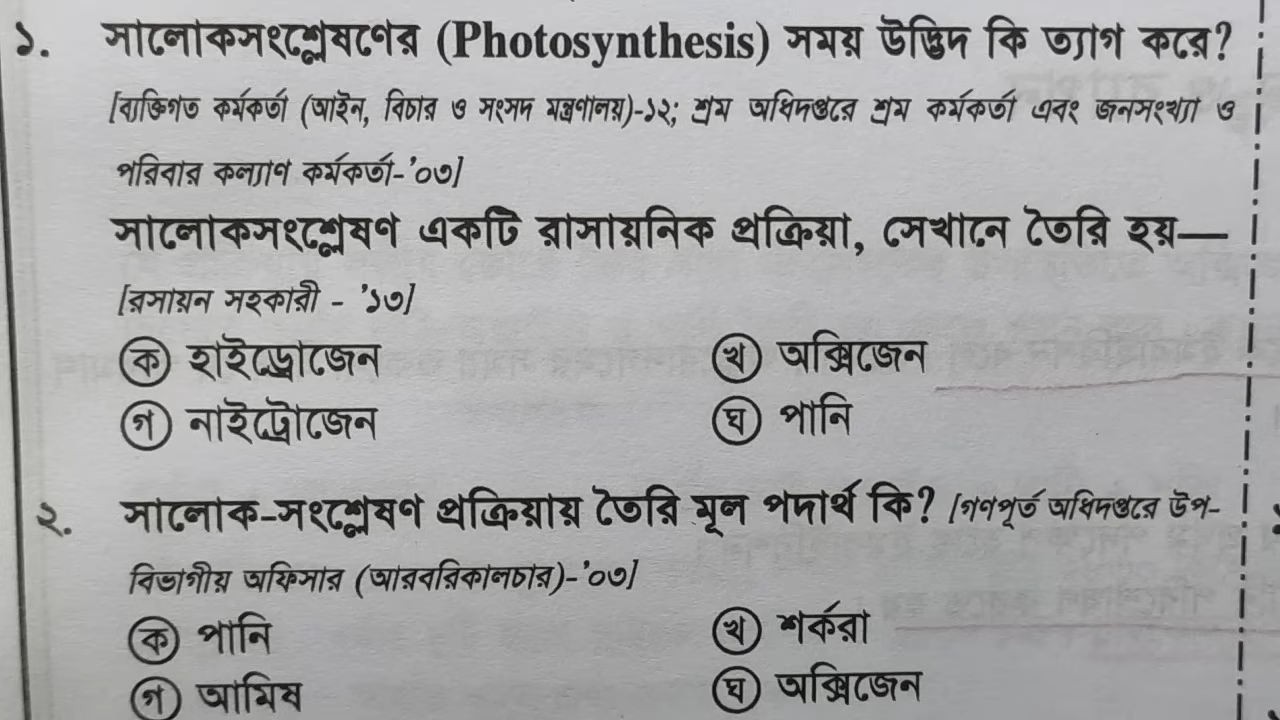 ১. সালোকসংশ্লেষণের (Photosynthesis) সময় উদ্ভিদ কি ত্যাগ করে?
[ব্যক্তিগত কর্মকর্তা (আইন, বিচার ও সংসদ মন্ত্রণালয়)-১২; শ্রম অধিদপ্তরে শ্রম কর্মকর্তা এবং জনসংখ্যা ও
পরিবার কল্যাণ কর্মকর্তা-'০৩]
সালোকসংশ্লেষণ একটি রাসায়নিক প্রক্রিয়া, সেখানে তৈরি হয়—
[রসায়ন সহকারী - '১৩]
ক হাইড্রোজেন খ অক্সিজেন
গ নাইট্রোজেন ঘ পানি
২. সালোক-সংশ্লেষণ প্রক্রিয়ায় তৈরি মূল পদার্থ কি? [গণপূর্ত অধিদপ্তরে উপ-
বিভাগীয় অফিসার (আরবরিকালচার)-'০৩]
ক পানি খ শর্করা
গ আমিষ ঘ অক্সিজেন